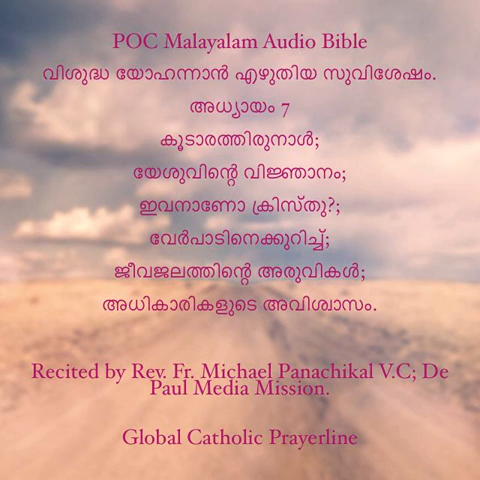 POC Malayalam Audio Bible
വിശുദ്ധ യോഹന്നാൻ എഴുതിയ സുവിശേഷം.
അധ്യായം 7
കൂടാരത്തിരുനാൾ;
യേശുവിന്റെ വിജ്ഞാനം;
ഇവനാണോ ക്രിസ്തു?;
വേർപാടിനെക്കുറിച്ച്;
ജീവജലത്തിന്റെ അരുവികൾ;
അധികാരികളുടെ അവിശ്വാസം.
Recited by Rev. Fr. Michael Panachikal V.C; De
Paul Media Mission.
Global Catholic Prayerline